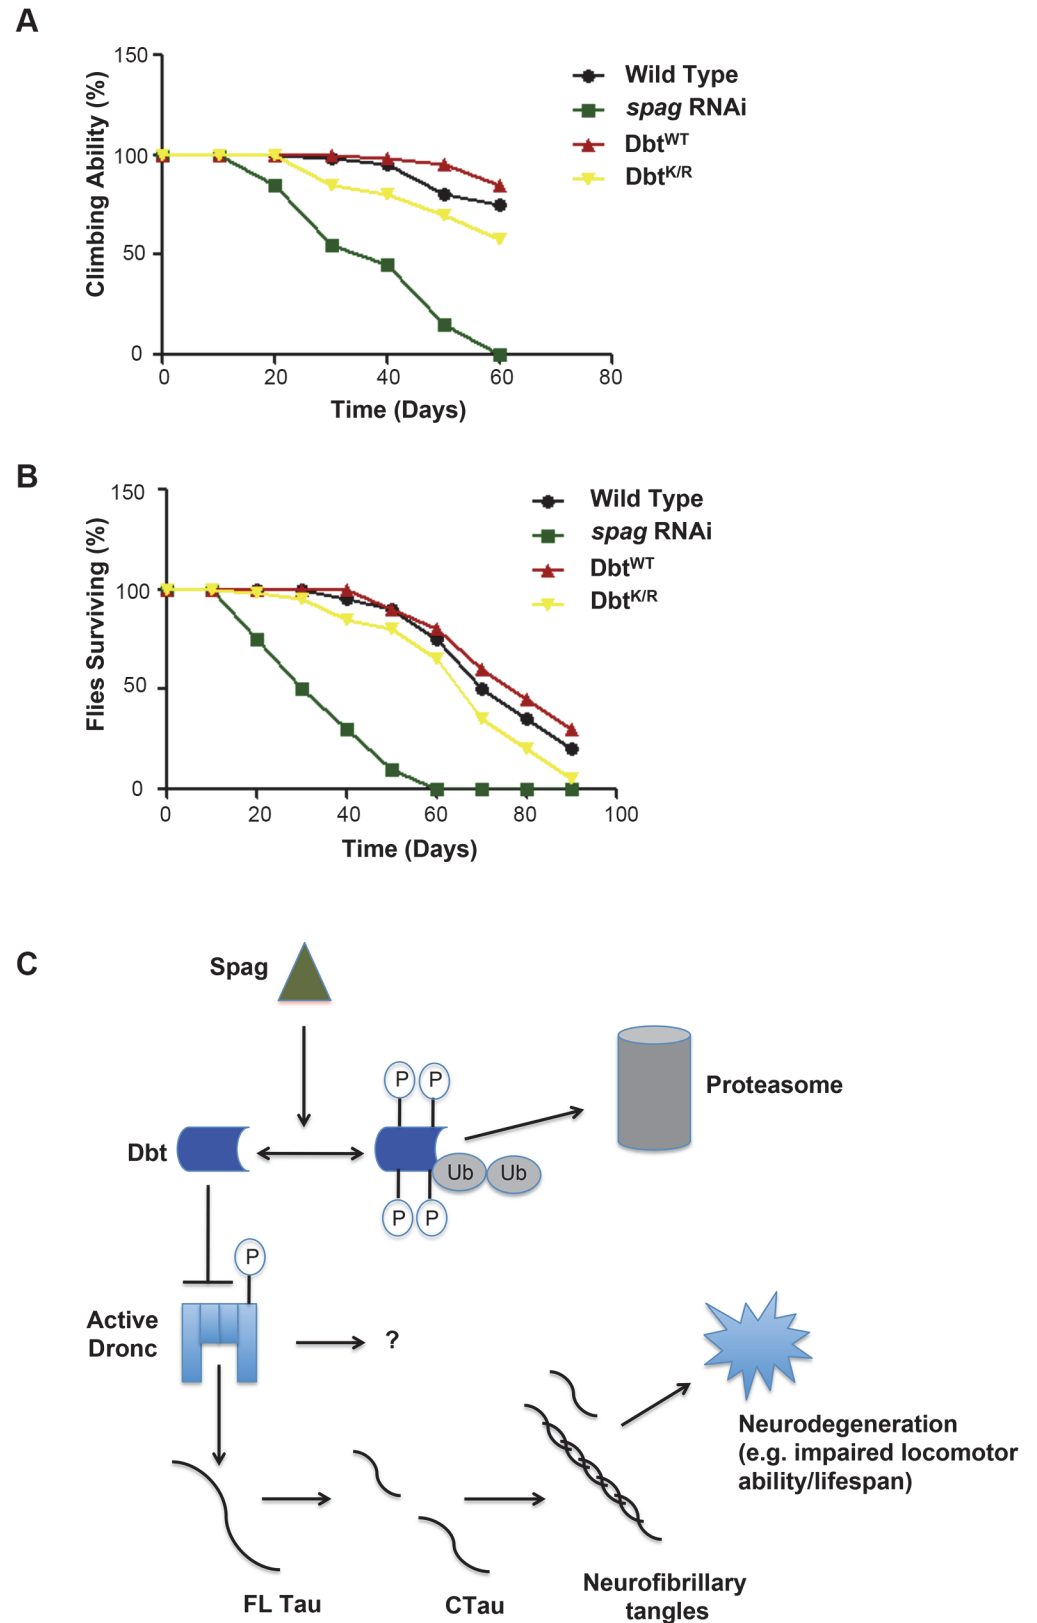 A
150
100
50
0
Climbing Ability (%)
0 20 40 60 80
Time (Days)
Wild Type
spag RNAi
DbtWT
DbtK/R
B
150
100
50
0
Flies Surviving (%)
0 20 40 60 80 100
Time (Days)
Wild Type
spag RNAi
DbtWT
DbtK/R
C
Spag
P P
Proteasome
Dbt
Ub Ub
P P
P
Active
Dronc
?
Neurodegeneration
(e.g. impaired locomotor
ability/lifespan)
FL Tau
CTau
Neurofibrillary
tangles